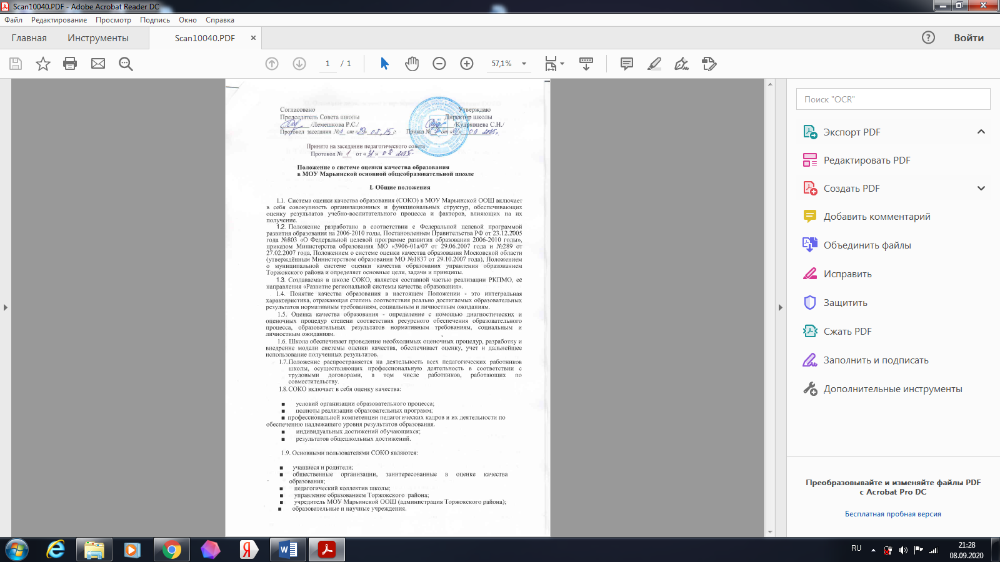 Scan10040.PDF - Adobe Acrobat Reader DC
Файл Редактирование Просмотр Подпись Окно Справка
Главная Инструменты Scan10040.PDF × Войти
1 / 1 57,1%
Согласовано Утверждаю
Председатель Совета школы Директор школы
/Лемешкова Р.С./ /Кудрявцева С.Н./
Протокол заседания №1 от «29» 08.15 г Приказ № от « » 09 2015г.
Принято на заседании педагогического совета
Протокол № 1 от «31» 08 2015г
Положение о системе оценки качества образования
в МОУ Марьинской основной общеобразовательной школе
I. Общие положения
1.1. Система оценки качества образования (СОКО) в МОУ Марьинской ООШ включает
в себя совокупность организационных и функциональных структур, обеспечивающих
оценку результатов учебно-воспитательного процесса и факторов, влияющих на их
получение.
1.2. Положение разработано в соответствии с Федеральной целевой программой
развития образования на 2006-2010 годы, Постановлением Правительства РФ от 23.12.2005
года №803 «О Федеральной целевой программе развития образования 2006-2010 годы»,
приказом Министерства образования МО «3906-01а/07 от 29.06.2007 года и №289 от
27.02.2007 года, Положением о системе оценки качества образования Московской области
(утверждённым Министерством образования МО №1837 от 29.10.2007 года), Положением
о муниципальной системе оценки качества образования управления образованием
Торжокского района и определяет основные цели, задачи и принципы.
1.3. Создаваемая в школе СОКО, является составной частью реализации РКПМО, её
направления «Развитие региональной системы качества образования».
1.4. Понятие качества образования в настоящем Положении - это интегральная
характеристика, отражающая степень соответствия реально достигаемых образовательных
результатов нормативным требованиям, социальным и личностным ожиданиям.
1.5. Оценка качества образования - определение с помощью диагностических и
оценочных процедур степени соответствия ресурсного обеспечения образовательного
процесса, образовательных результатов нормативным требованиям, социальным и
личностным ожиданиям.
1.6. Школа обеспечивает проведение необходимых оценочных процедур, разработку и
внедрение модели системы оценки качества, обеспечивает оценку, учет и дальнейшее
использование полученных результатов.
1.7. Положение распространяется на деятельность всех педагогических работников
школы, осуществляющих профессиональную деятельность в соответствии с
трудовыми договорами, в том числе работников, работающих по
совместительству.
1.8. СОКО включает в себя оценку качества:
■ условий организации образовательного процесса;
■ полноты реализации образовательных программ;
■ профессиональной компетенции педагогических кадров и их деятельности по
обеспечению надлежащего уровня результатов образования.
■ индивидуальных достижений обучающихся;
■ результатов общешкольных достижений.
1.9. Основными пользователями СОКО являются:
■ учащиеся и родители;
■ общественные организации, заинтересованные в оценке качества
образования;
■ педагогический коллектив школы;
■ управление образованием Торжокского района;
■ учредитель МОУ Марьинской ООШ (администрация Торжокского района);
■ образовательные и научные учреждения.
Поиск "OCR"
Экспорт PDF
Редактировать PDF
Создать PDF
Добавить комментарий
Объединить файлы
Исправить
Защитить
Сжать PDF
Заполнить и подписать
Дополнительные инструменты
Преобразовывайте и изменяйте файлы PDF
с Acrobat Pro DC
Бесплатная пробная версия
RU 21:28
08.09.2020